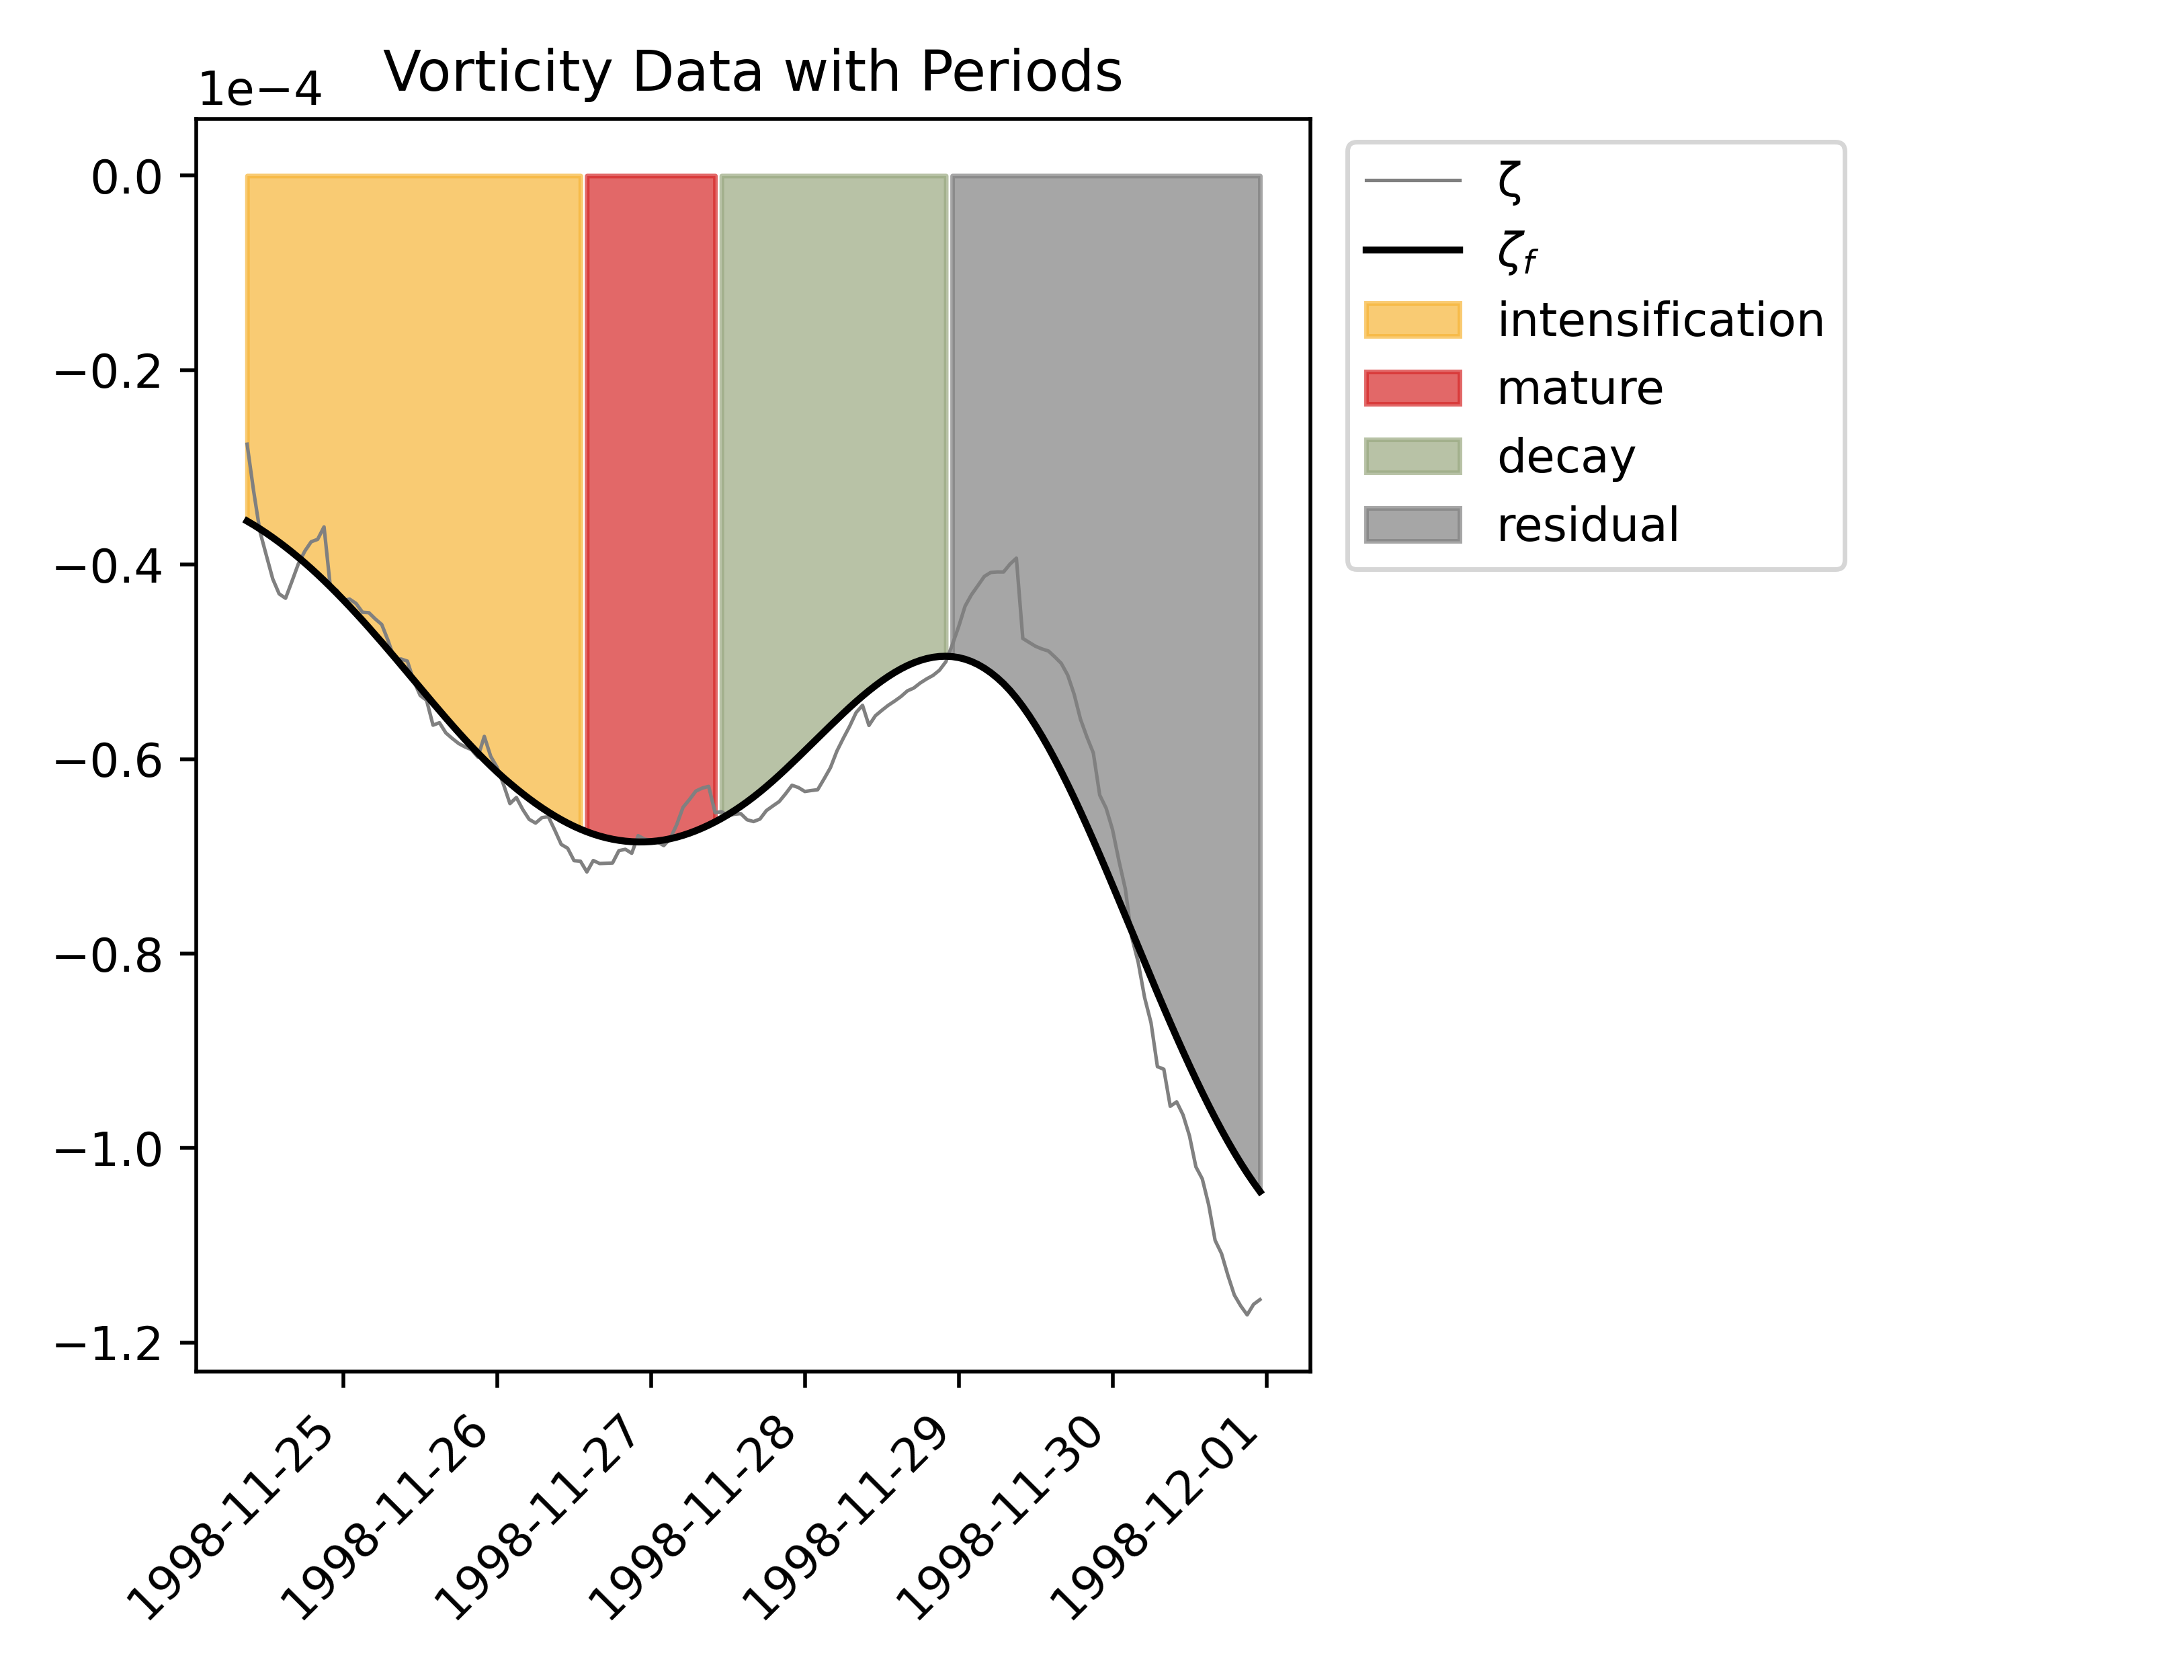 Vorticity Data with Periods
1e−4
0.0
−0.2
−0.4
−0.6
−0.8
−1.0
−1.2
1998-11-25
1998-11-26
1998-11-27
1998-11-28
1998-11-29
1998-11-30
1998-12-01
ζ
ζf
intensification
mature
decay
residual